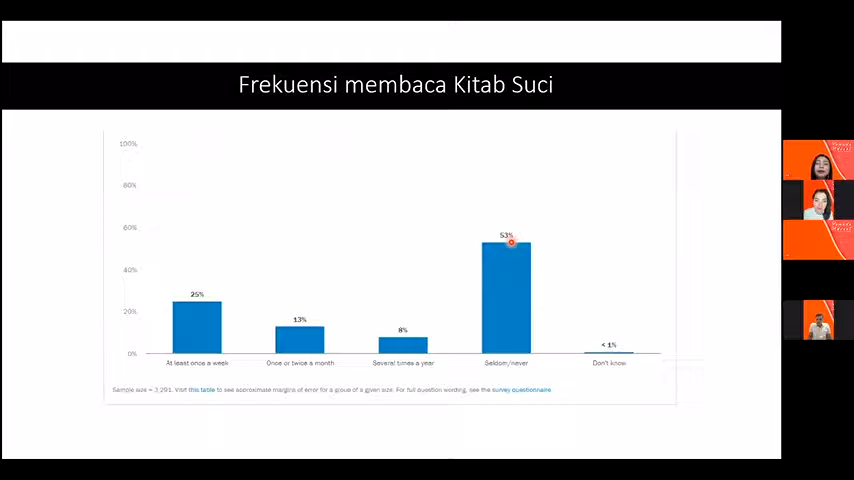 Frekuensi membaca Kitab Suci
100%
80%
60%
40%
20%
0%
25%
13%
8%
53%
< 1%
At least once a week
Once or twice a month
Several times a year
Seldom/never
Don't know
Sample size = 3,291. Visit this table to see approximate margins of error for a group of a given size. For full question wording, see the survey questionnaire.